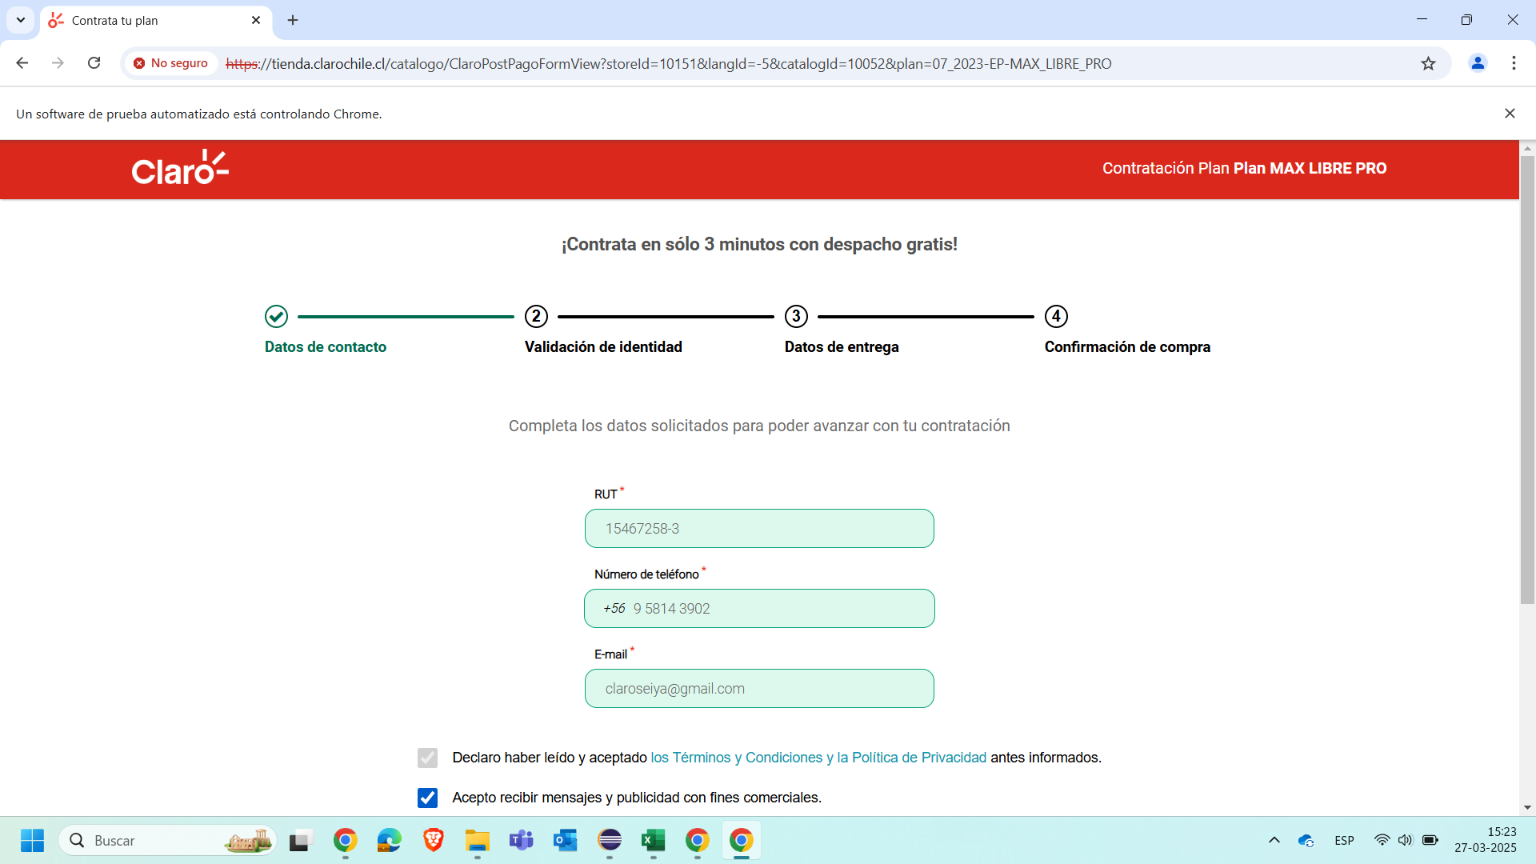 Contrata tu plan
No seguro
https://tienda.clarochile.cl/catalogo/ClaroPostPagoFormView?storeId=10151&langId=-5&catalogId=10052&plan=07_2023-EP-MAX_LIBRE_PRO
Un software de prueba automatizado está controlando Chrome.
Claro
Contratación Plan Plan MAX LIBRE PRO
¡Contrata en sólo 3 minutos con despacho gratis!
2
3
4
Datos de contacto
Validación de identidad
Datos de entrega
Confirmación de compra
Completa los datos solicitados para poder avanzar con tu contratación
RUT *
15467258-3
Número de teléfono *
+56 9 5814 3902
E-mail *
claroseiya@gmail.com
Declaro haber leído y aceptado los Términos y Condiciones y la Política de Privacidad antes informados.
Acepto recibir mensajes y publicidad con fines comerciales.
Buscar
ESP
15:23
27-03-2025